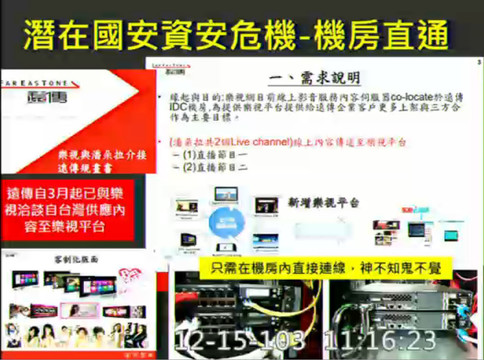 潛在國安資安危機-機房直通
FAREASTONE
遠傳
樂視與潘朵拉介接
遠傳規畫書
遠傳自3月起已與樂
視洽談自台灣供應內
容至樂視平台
客制化版面
一、需求說明
• 緣起與目的:樂視網目前線上影音服務內容伺服器co-locate於遠傳
IDC機房,為提供樂視平台提供給遠傳企業客戶更多上架與三方合
作為主要目標。
• (潘朵拉共2個Live channel)線上內容傳送至樂視平台
– (1)直播節目一
– (2)直播節目二
新增樂視平台
只需在機房內直接連線，神不知鬼不覺
12-15-103 11:16:23